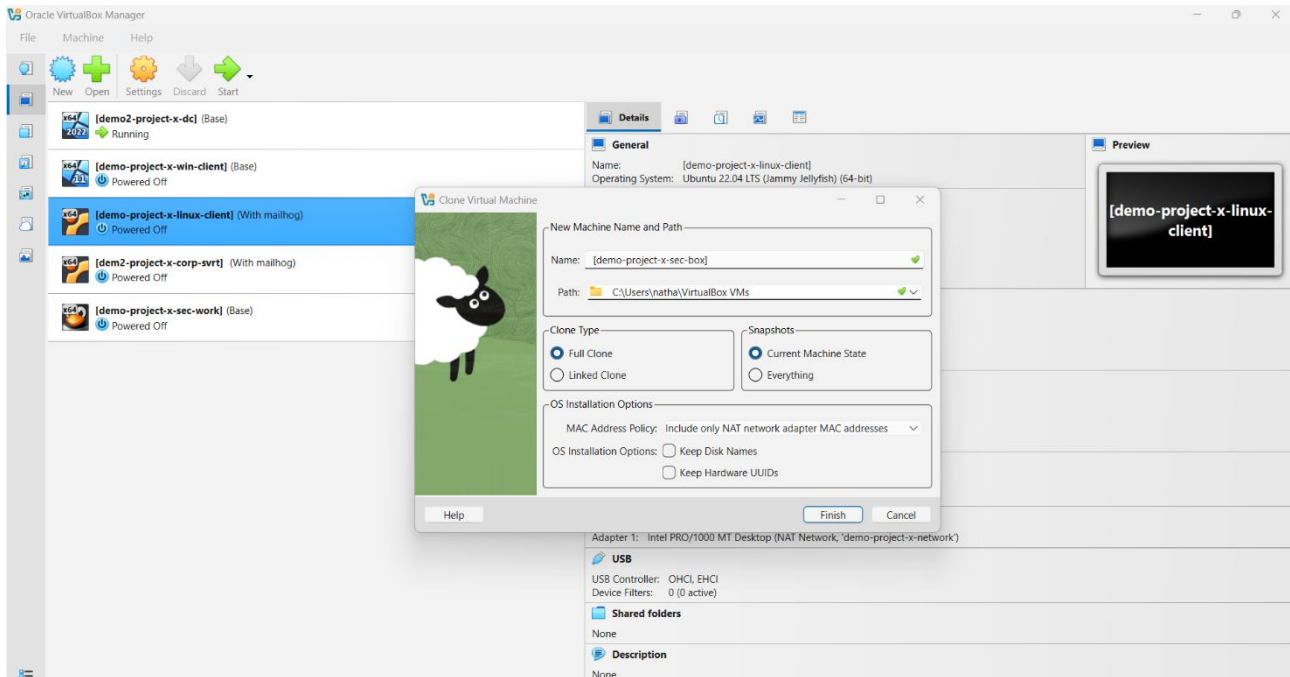 Oracle VirtualBox Manager
File Machine Help
New Open Settings Discard Start
x64 2022 [demo2-project-x-dc] (Base)
Running
x64 11 [demo-project-x-win-client] (Base)
Powered Off
x64 [demo-project-x-linux-client] (With mailhog)
Powered Off
x64 [dem2-project-x-corp-svrt] (With mailhog)
Powered Off
x64 [demo-project-x-sec-work] (Base)
Powered Off
Details
General
Name: [demo-project-x-linux-client]
Operating System: Ubuntu 22.04 LTS (Jammy Jellyfish) (64-bit)
Preview
[demo-project-x-linux-
client]
Clone Virtual Machine
New Machine Name and Path
Name: [demo-project-x-sec-box]
Path: C:\Users\natha\VirtualBox VMs
Clone Type
Full Clone
Linked Clone
Snapshots
Current Machine State
Everything
OS Installation Options
MAC Address Policy: Include only NAT network adapter MAC addresses
OS Installation Options: Keep Disk Names
Keep Hardware UUIDs
Help Finish Cancel
Adapter 1: Intel PRO/1000 MT Desktop (NAT Network, 'demo-project-x-network')
USB
USB Controller: OHCI, EHCI
Device Filters: 0 (0 active)
Shared folders
None
Description
None